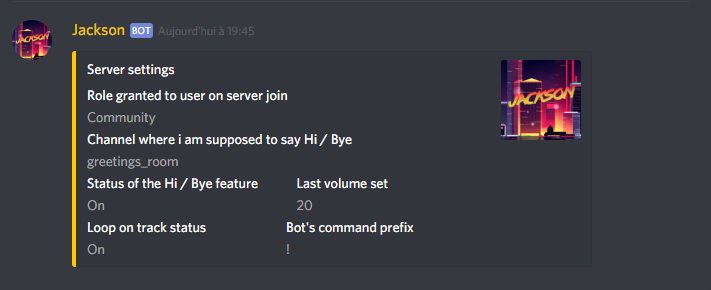 Jackson BOT Aujourd'hui à 19:45
Server settings
Role granted to user on server join
Community
Channel where i am supposed to say Hi / Bye
greetings_room
Status of the Hi / Bye feature Last volume set
On 20
Loop on track status Bot's command prefix
On !
JACKSON
JACKSON